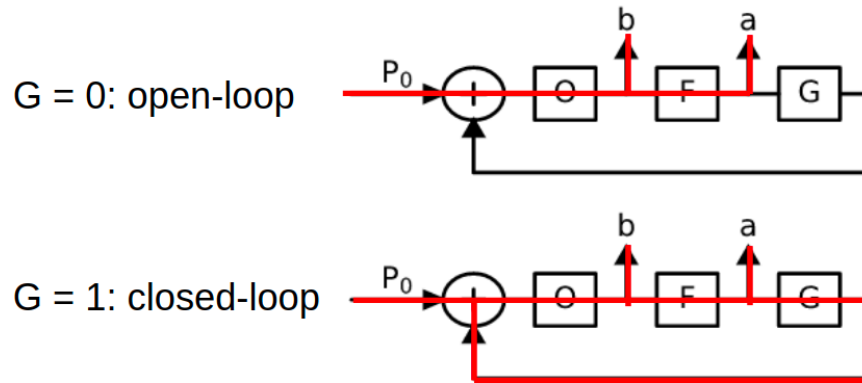 b
a
P₀
G = 0: open-loop
O
F
G
b
a
P₀
G = 1: closed-loop
O
F
G